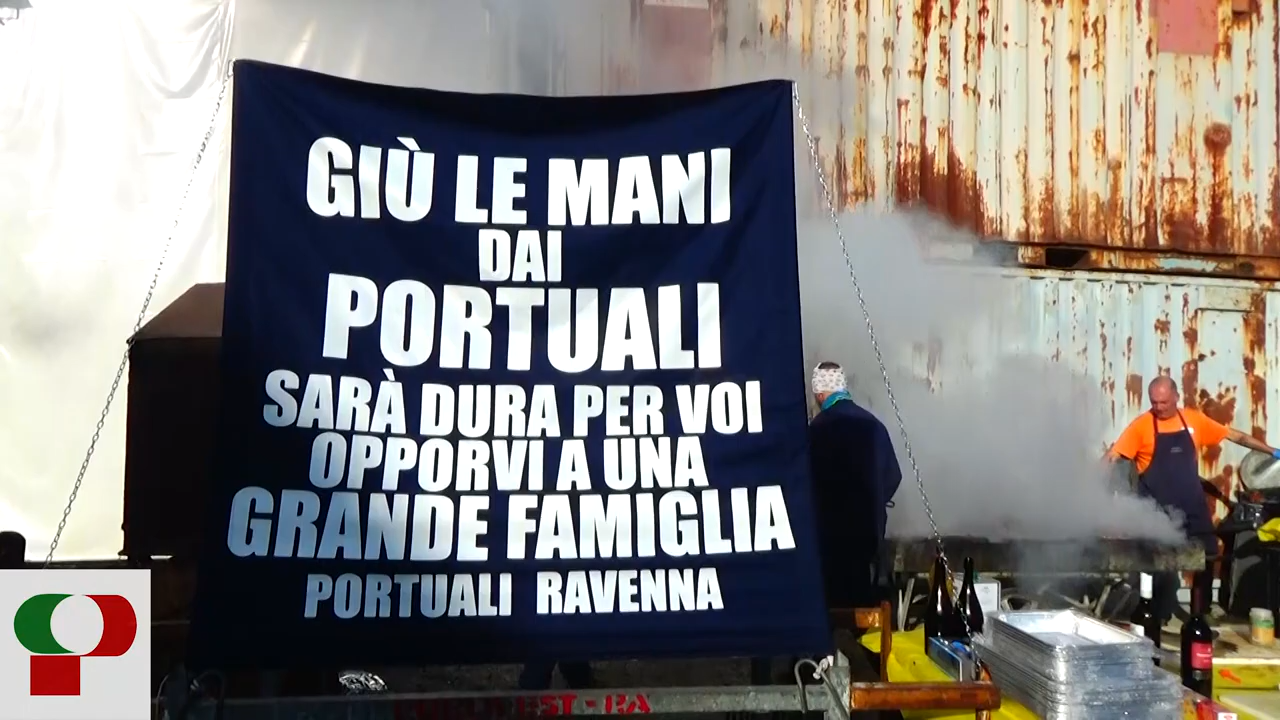 GIÙ LE MANI
DAI
PORTUALI
SARÀ DURA PER VOI
OPPORVI A UNA
GRANDE FAMIGLIA
PORTUALI RAVENNA